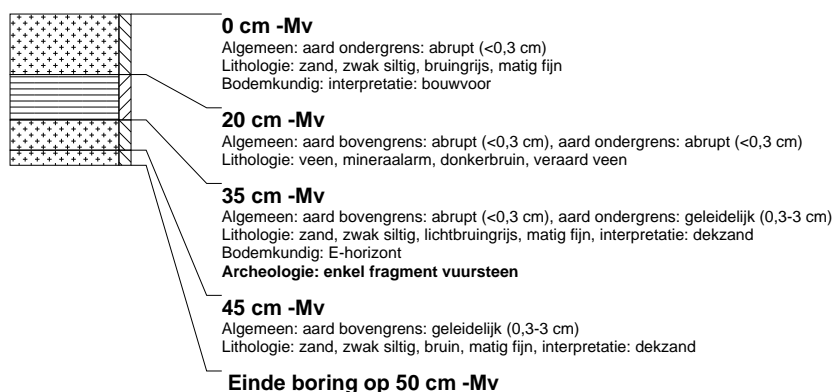 0 cm -Mv
Algemeen: aard ondergrens: abrupt (<0,3 cm)
Lithologie: zand, zwak siltig, bruingrijs, matig fijn
Bodemkundig: interpretatie: bouwvoor
20 cm -Mv
Algemeen: aard bovengrens: abrupt (<0,3 cm), aard ondergrens: abrupt (<0,3 cm)
Lithologie: veen, mineraalarm, donkerbruin, veraard veen
35 cm -Mv
Algemeen: aard bovengrens: abrupt (<0,3 cm), aard ondergrens: geleidelijk (0,3-3 cm)
Lithologie: zand, zwak siltig, lichtbruingrijs, matig fijn, interpretatie: dekzand
Bodemkundig: E-horizont
Archeologie: enkel fragment vuursteen
45 cm -Mv
Algemeen: aard bovengrens: geleidelijk (0,3-3 cm)
Lithologie: zand, zwak siltig, bruin, matig fijn, interpretatie: dekzand
Einde boring op 50 cm -Mv